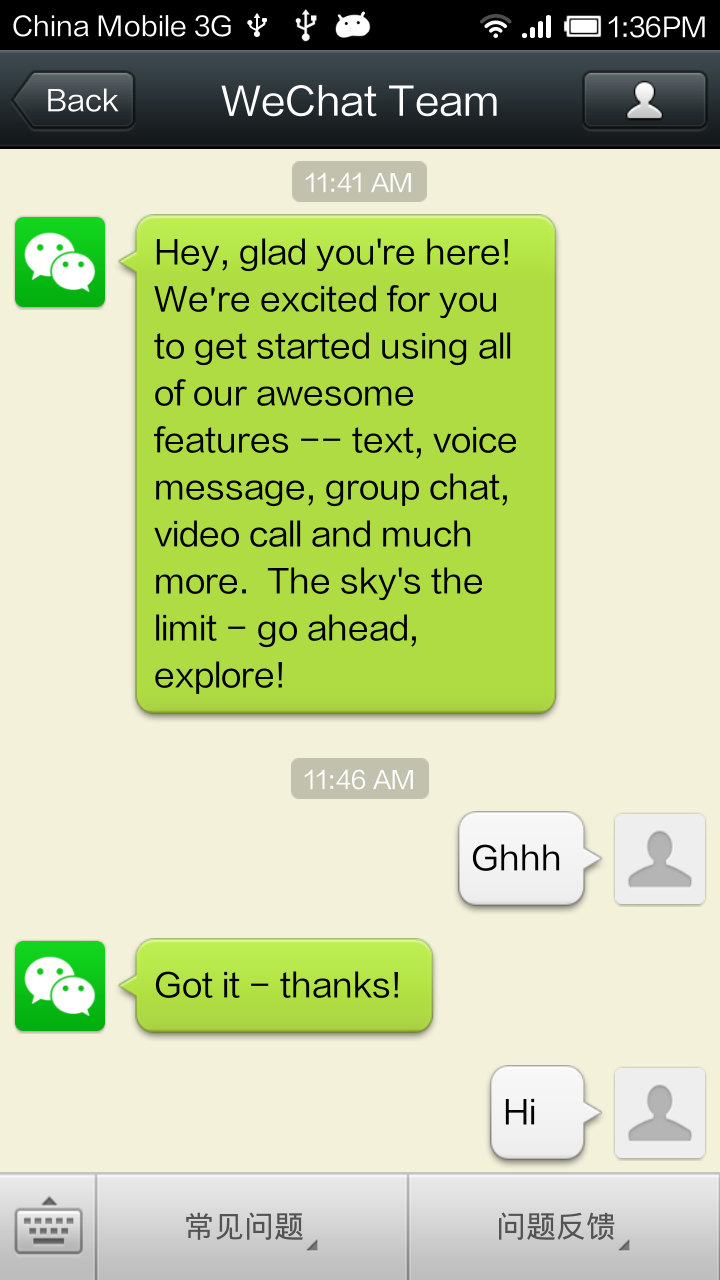 China Mobile 3G 1:36PM
Back WeChat Team
11:41 AM
Hey, glad you're here!
We're excited for you
to get started using all
of our awesome
features -- text, voice
message, group chat,
video call and much
more.  The sky's the
limit - go ahead,
explore!
11:46 AM
Ghhh
Got it - thanks!
Hi
常见问题 问题反馈